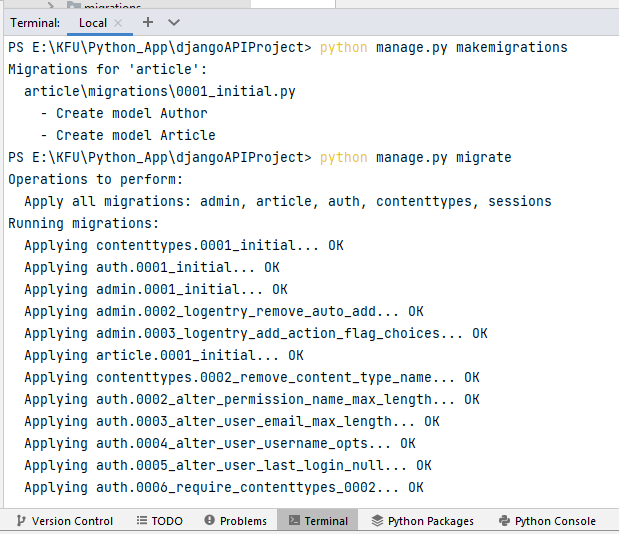 migrations
Terminal: Local × +
PS E:\KFU\Python_App\djangoAPIProject> python manage.py makemigrations
Migrations for 'article':
article\migrations\0001_initial.py
- Create model Author
- Create model Article
PS E:\KFU\Python_App\djangoAPIProject> python manage.py migrate
Operations to perform:
Apply all migrations: admin, article, auth, contenttypes, sessions
Running migrations:
Applying contenttypes.0001_initial... OK
Applying auth.0001_initial... OK
Applying admin.0001_initial... OK
Applying admin.0002_logentry_remove_auto_add... OK
Applying admin.0003_logentry_add_action_flag_choices... OK
Applying article.0001_initial... OK
Applying contenttypes.0002_remove_content_type_name... OK
Applying auth.0002_alter_permission_name_max_length... OK
Applying auth.0003_alter_user_email_max_length... OK
Applying auth.0004_alter_user_username_opts... OK
Applying auth.0005_alter_user_last_login_null... OK
Applying auth.0006_require_contenttypes_0002... OK
Version Control TODO Problems Terminal Python Packages Python Console